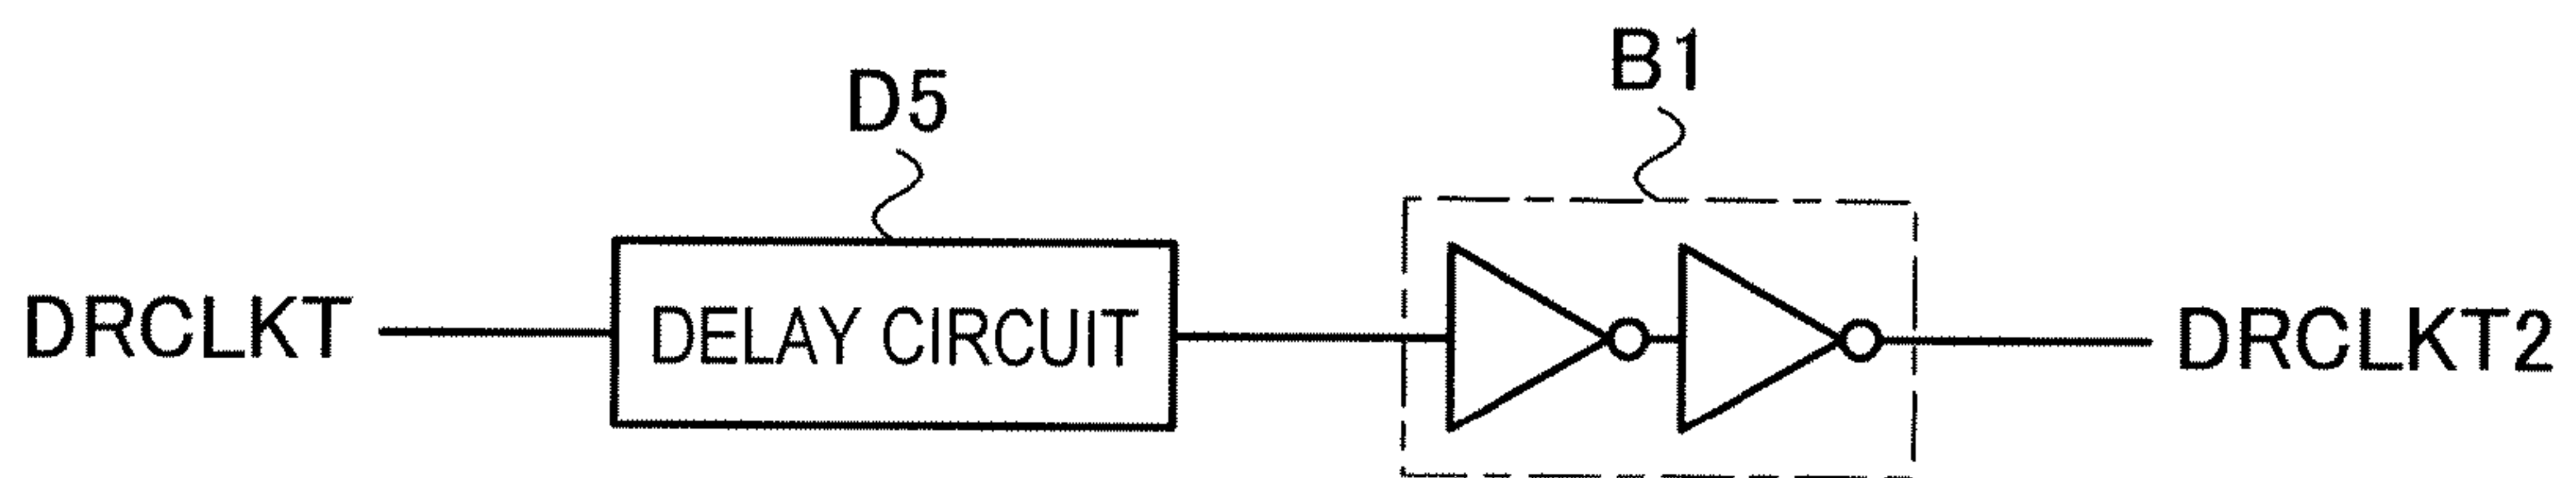 B1
D5
DRCLKT
DELAY CIRCUIT
DRCLKT2